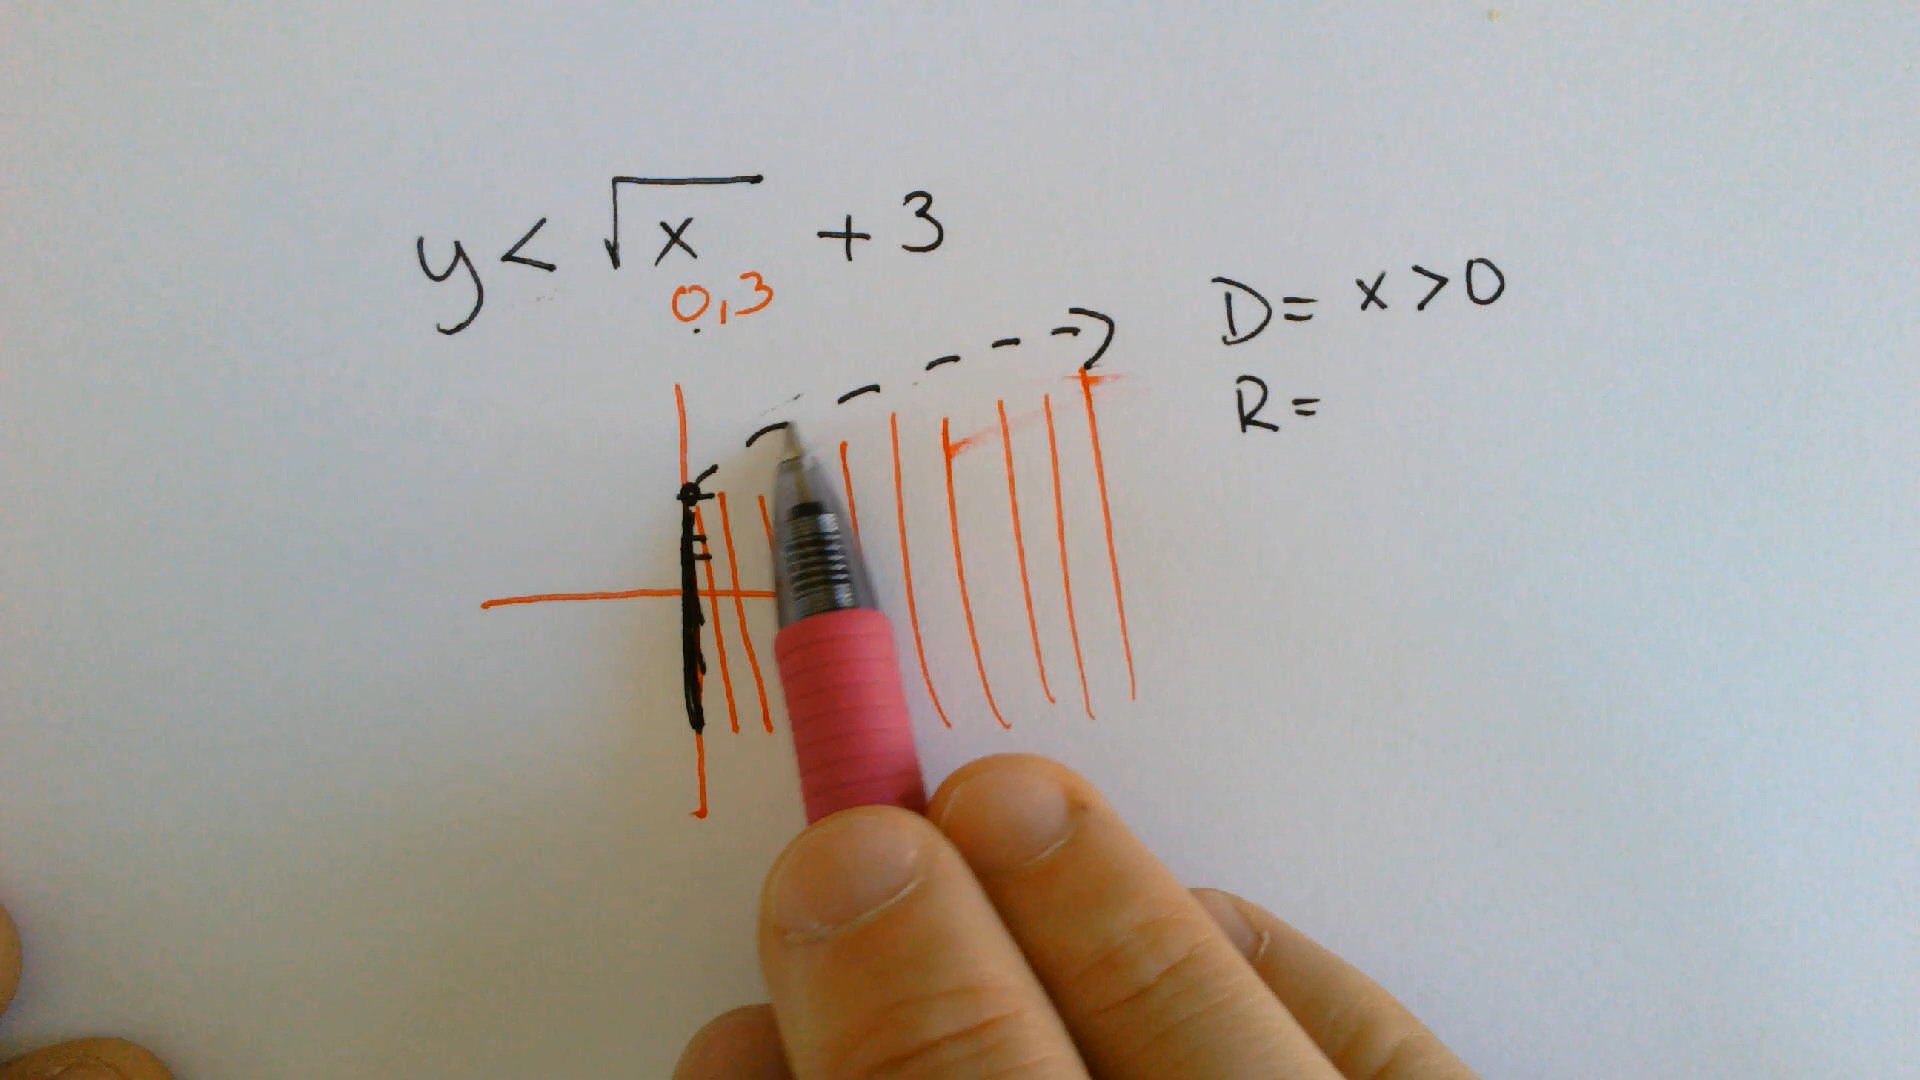 y < √x + 3
0,3
D = x > 0
R =